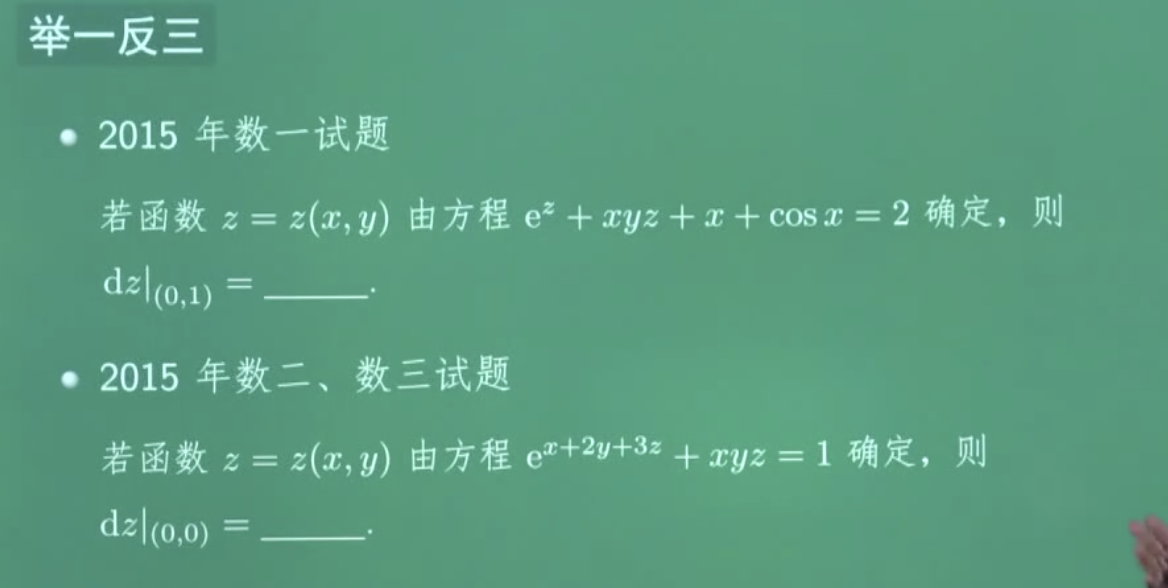 举一反三
2015 年数一试题
若函数 z = z(x, y) 由方程 e^z + xyz + x + cos x = 2 确定，则
dz|_(0,1) = ______.
2015 年数二、数三试题
若函数 z = z(x, y) 由方程 e^{x+2y+3z} + xyz = 1 确定，则
dz|_(0,0) = ______.